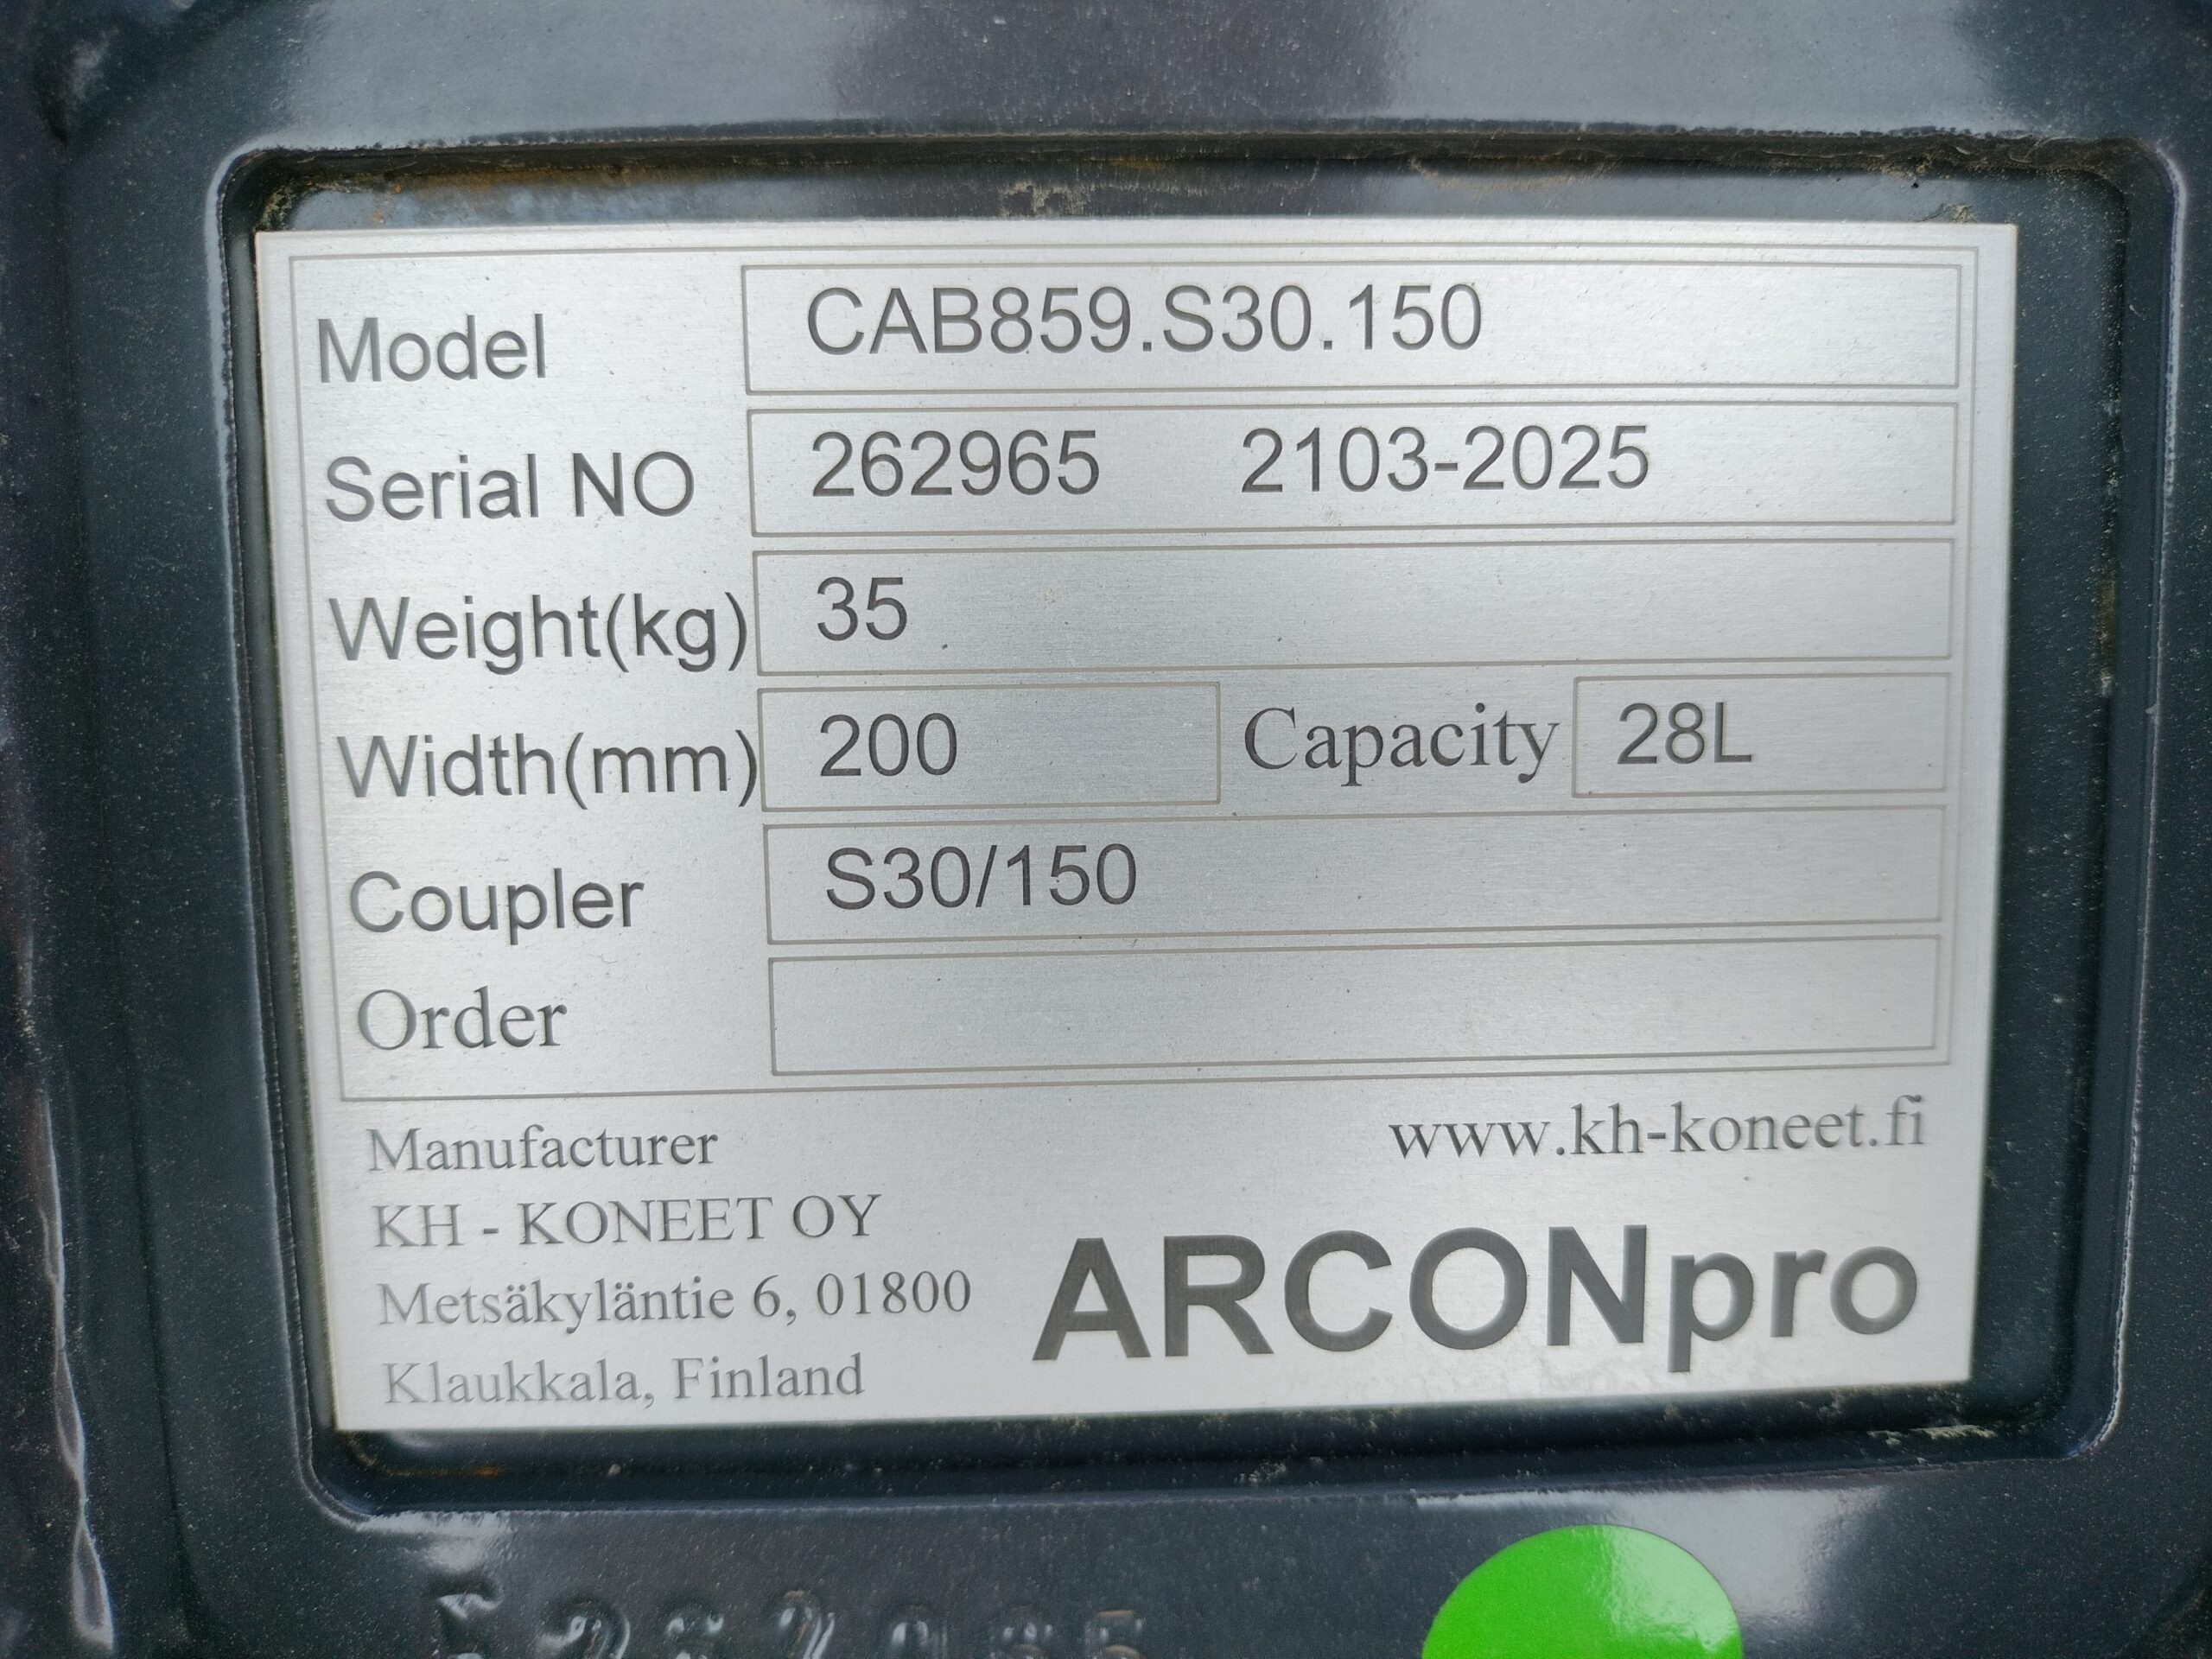 Model CAB859.S30.150
Serial NO 262965 2103-2025
Weight(kg) 35
Width(mm) 200 Capacity 28L
Coupler S30/150
Order
Manufacturer
www.kh-koneet.fi
KH - KONEET OY
Metsäkyläntie 6, 01800
Klaukkala, Finland
ARCONpro